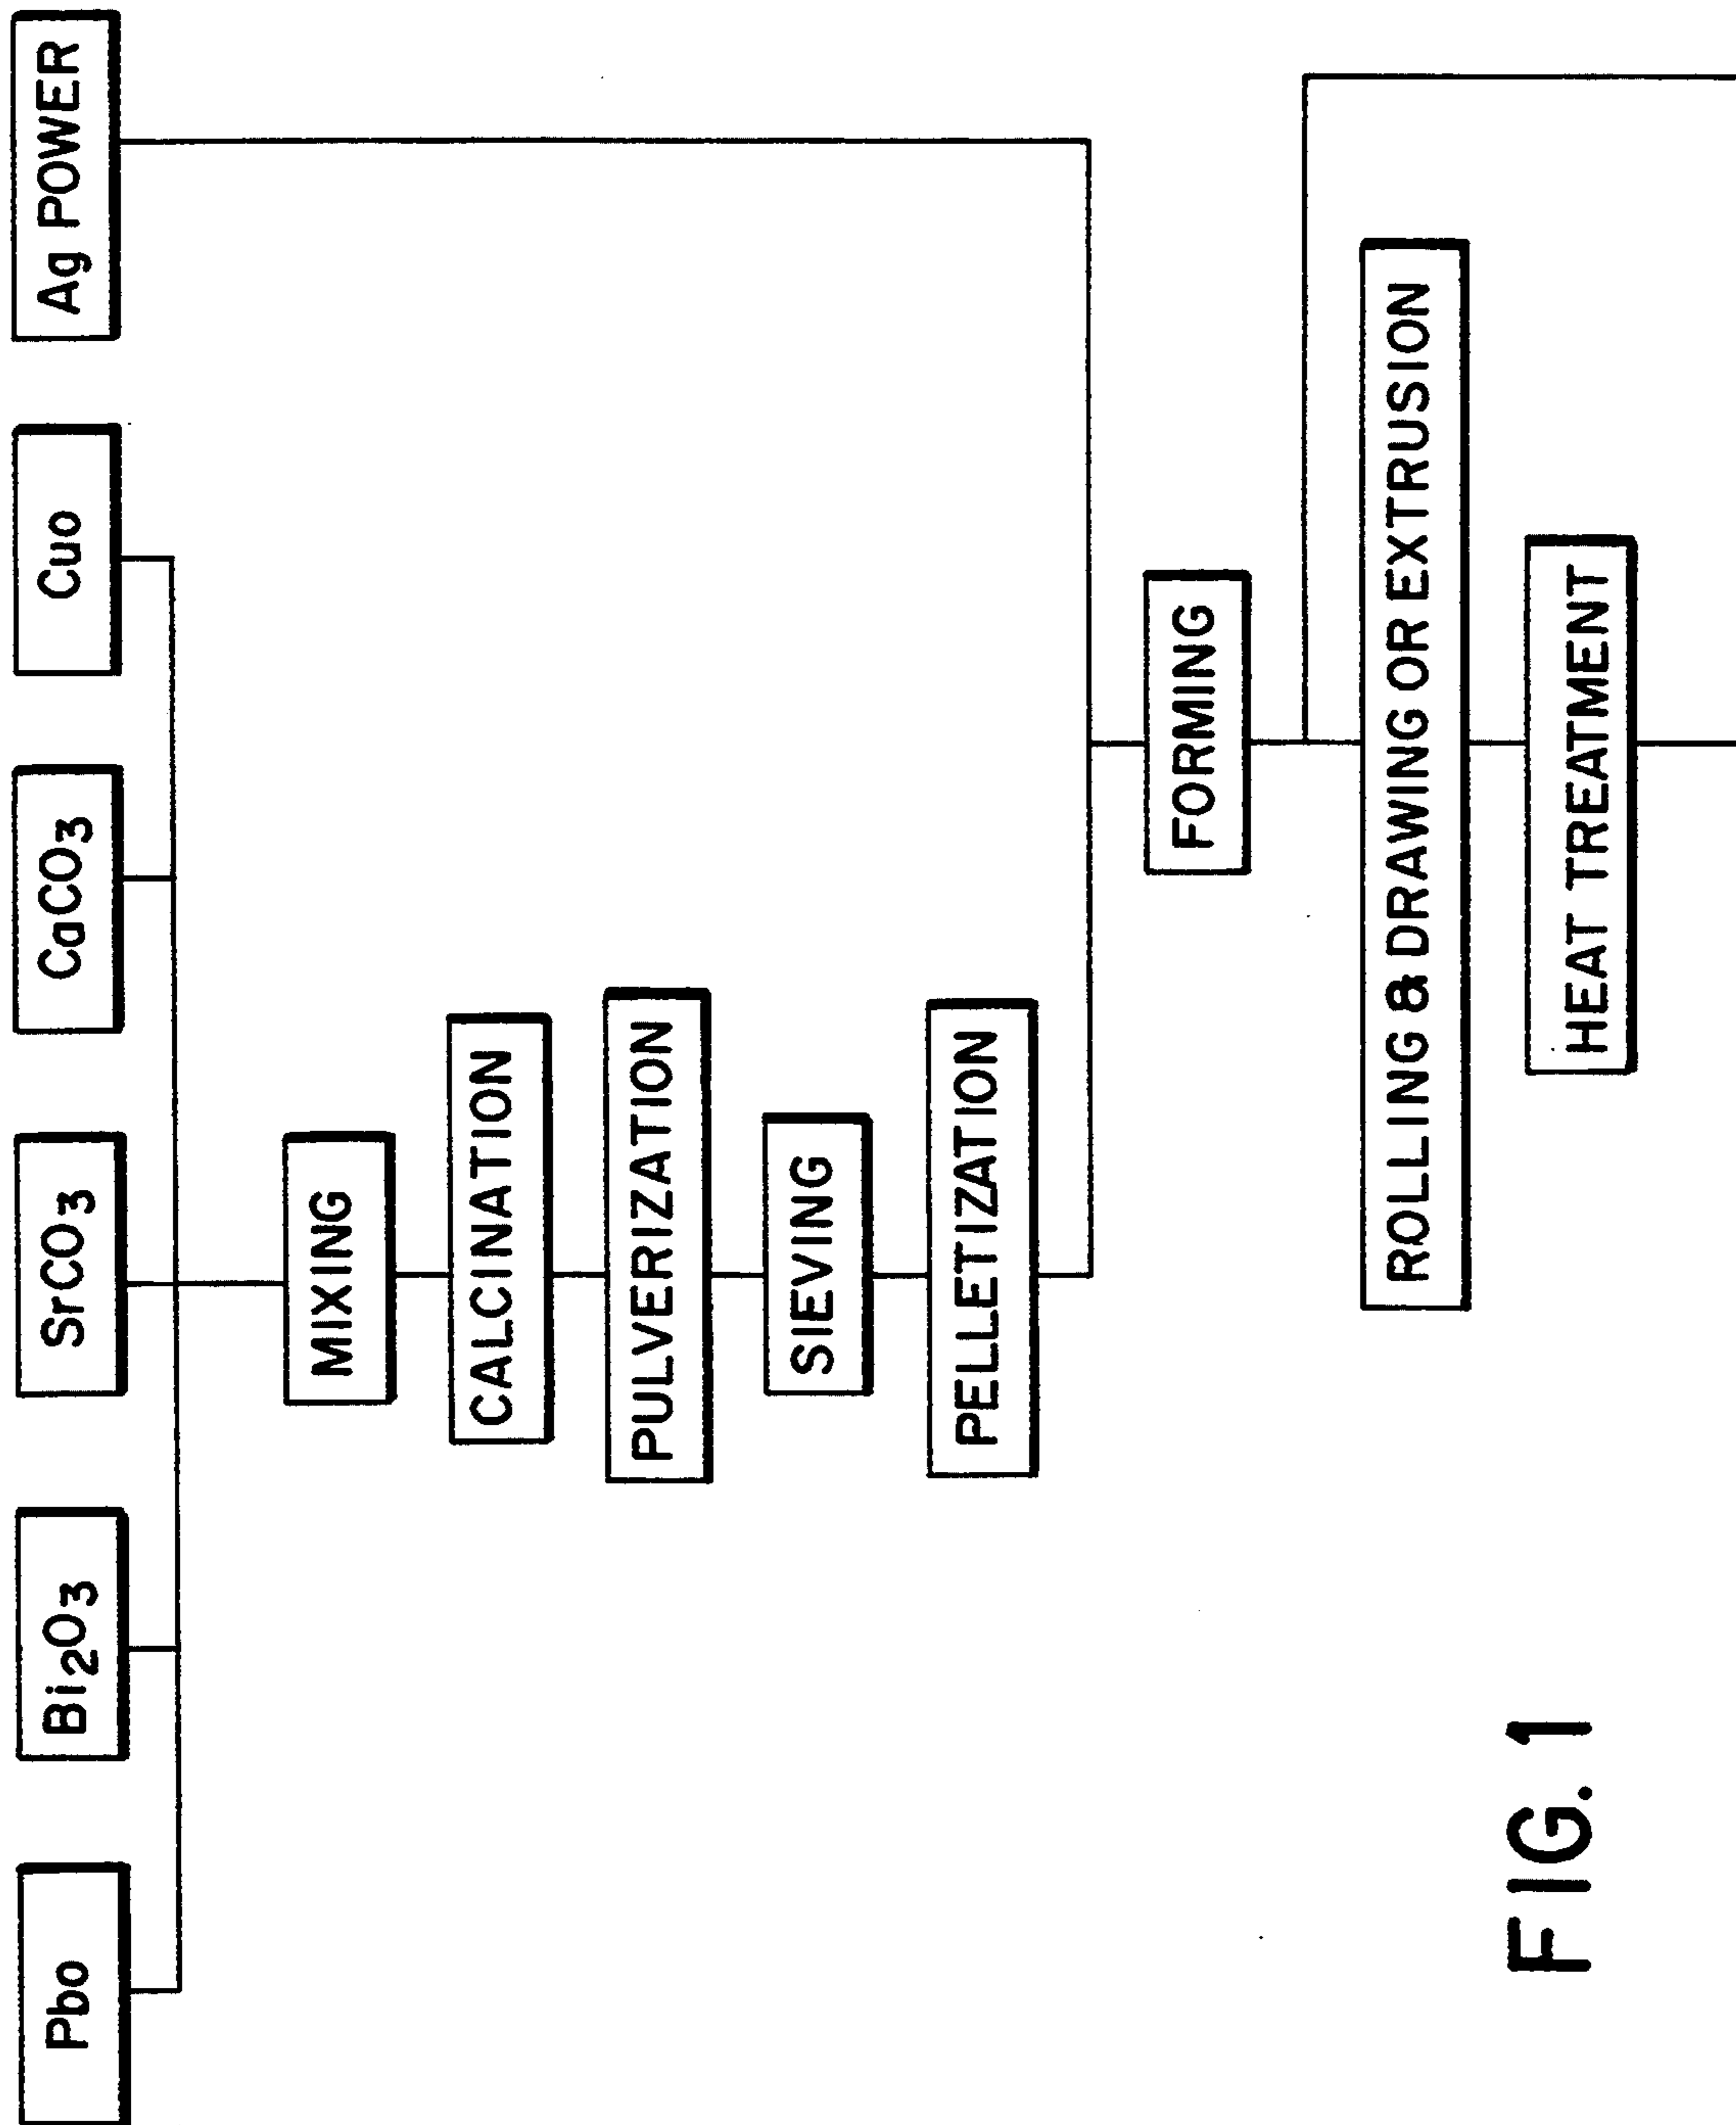 Pbo
Bi₂O₃
SrCO₃
CaCO₃
Cuo
Ag POWER
MIXING
CALCINATION
PULVERIZATION
SIEVING
PELLETIZATION
FORMING
ROLLING & DRAWING OR EXTRUSION
HEAT TREATMENT
FIG. 1